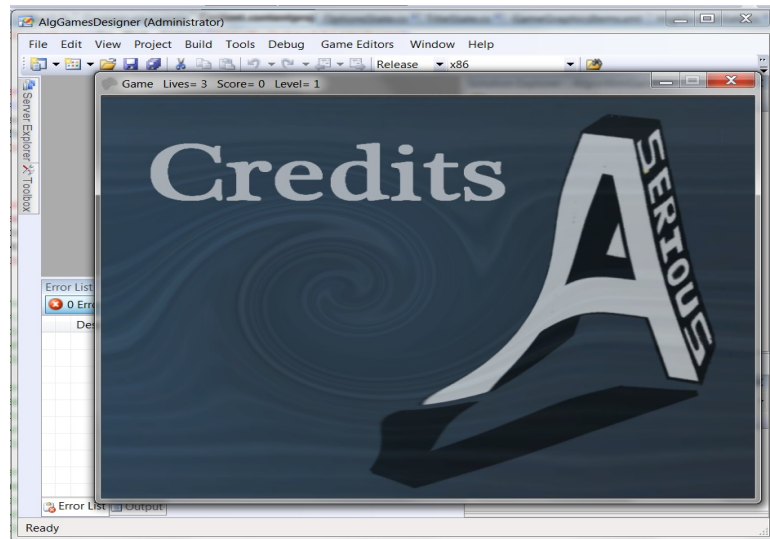 AlgGamesDesigner (Administrator)
File Edit View Project Build Tools Debug Game Editors Window Help
Release x86
Game Lives= 3 Score= 0 Level= 1
Server Explorer
Toolbox
Credits
A
SERIOUS
Error List
0 Erro
Des
Error List Output
Ready